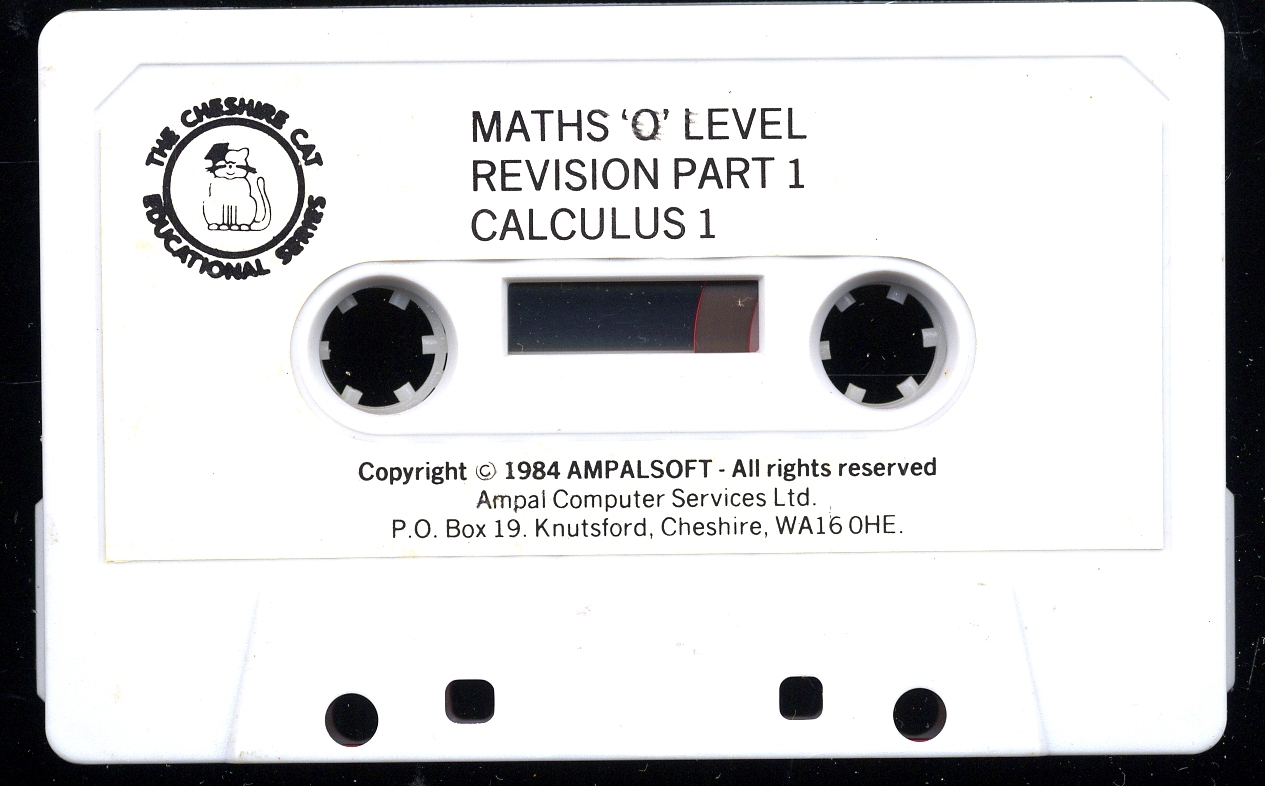 THE CHESHIRE CAT
EDUCATIONAL SERIES
MATHS ‘O’ LEVEL
REVISION PART 1
CALCULUS 1
Copyright © 1984 AMPALSOFT - All rights reserved
Ampal Computer Services Ltd.
P.O. Box 19. Knutsford, Cheshire, WA16 0HE.